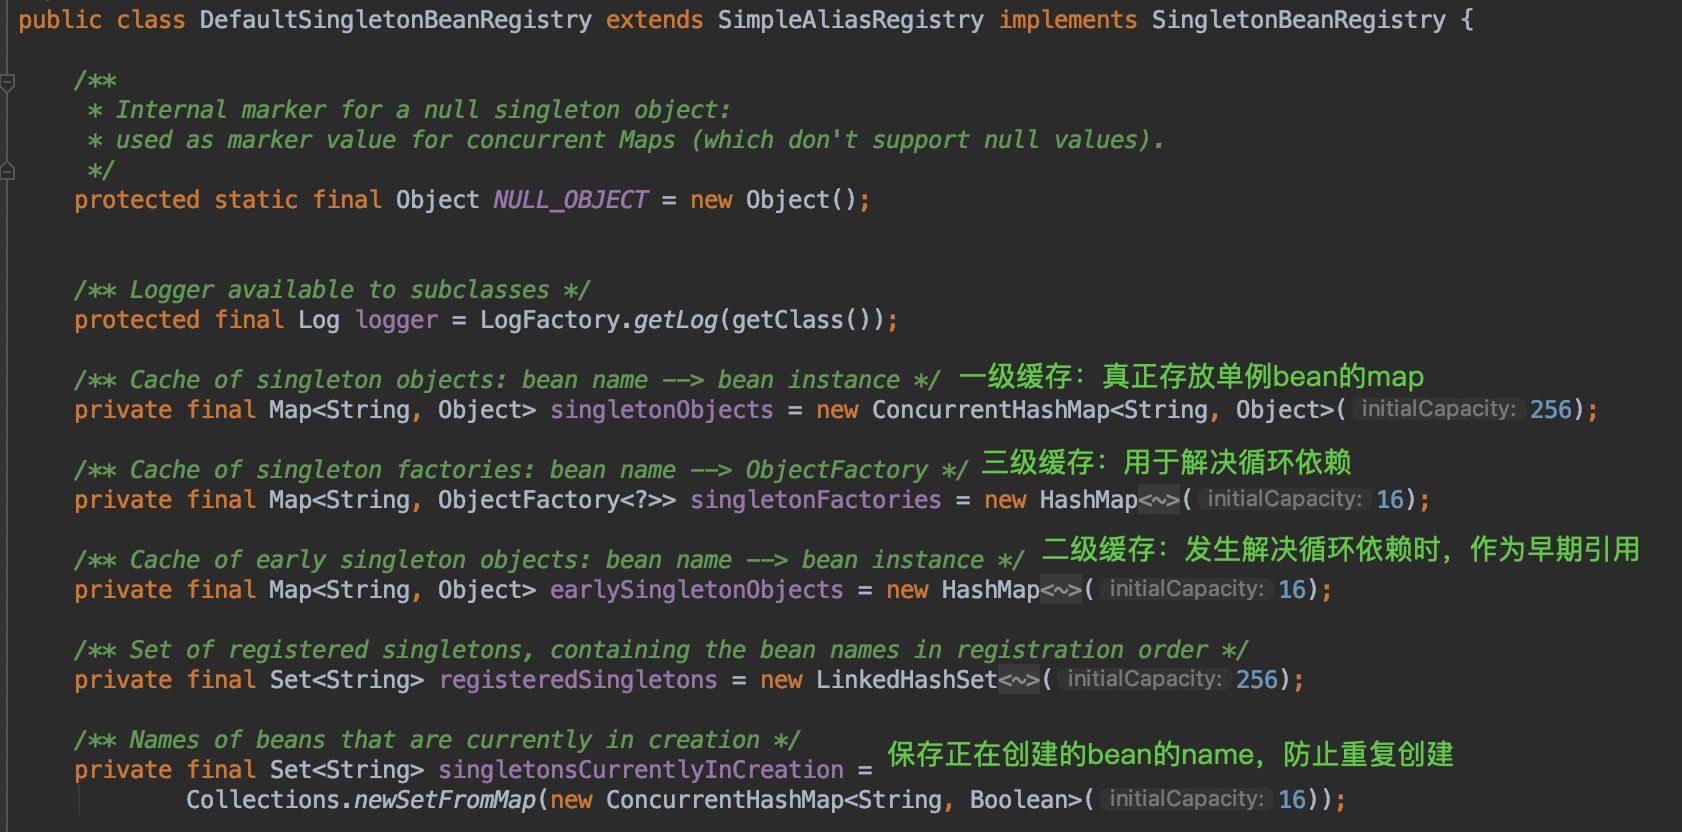 public class DefaultSingletonBeanRegistry extends SimpleAliasRegistry implements SingletonBeanRegistry {
/**
* Internal marker for a null singleton object:
* used as marker value for concurrent Maps (which don't support null values).
*/
protected static final Object NULL_OBJECT = new Object();
/** Logger available to subclasses */
protected final Log logger = LogFactory.getLog(getClass());
/** Cache of singleton objects: bean name --> bean instance */ 一级缓存：真正存放单例bean的map
private final Map<String, Object> singletonObjects = new ConcurrentHashMap<String, Object>( initialCapacity: 256);
/** Cache of singleton factories: bean name --> ObjectFactory */ 三级缓存：用于解决循环依赖
private final Map<String, ObjectFactory<?>> singletonFactories = new HashMap<~>( initialCapacity: 16);
/** Cache of early singleton objects: bean name --> bean instance */ 二级缓存：发生解决循环依赖时，作为早期引用
private final Map<String, Object> earlySingletonObjects = new HashMap<~>( initialCapacity: 16);
/** Set of registered singletons, containing the bean names in registration order */
private final Set<String> registeredSingletons = new LinkedHashSet<~>( initialCapacity: 256);
/** Names of beans that are currently in creation */
private final Set<String> singletonsCurrentlyInCreation = 保存正在创建的bean的name，防止重复创建
Collections.newSetFromMap(new ConcurrentHashMap<String, Boolean>( initialCapacity: 16));